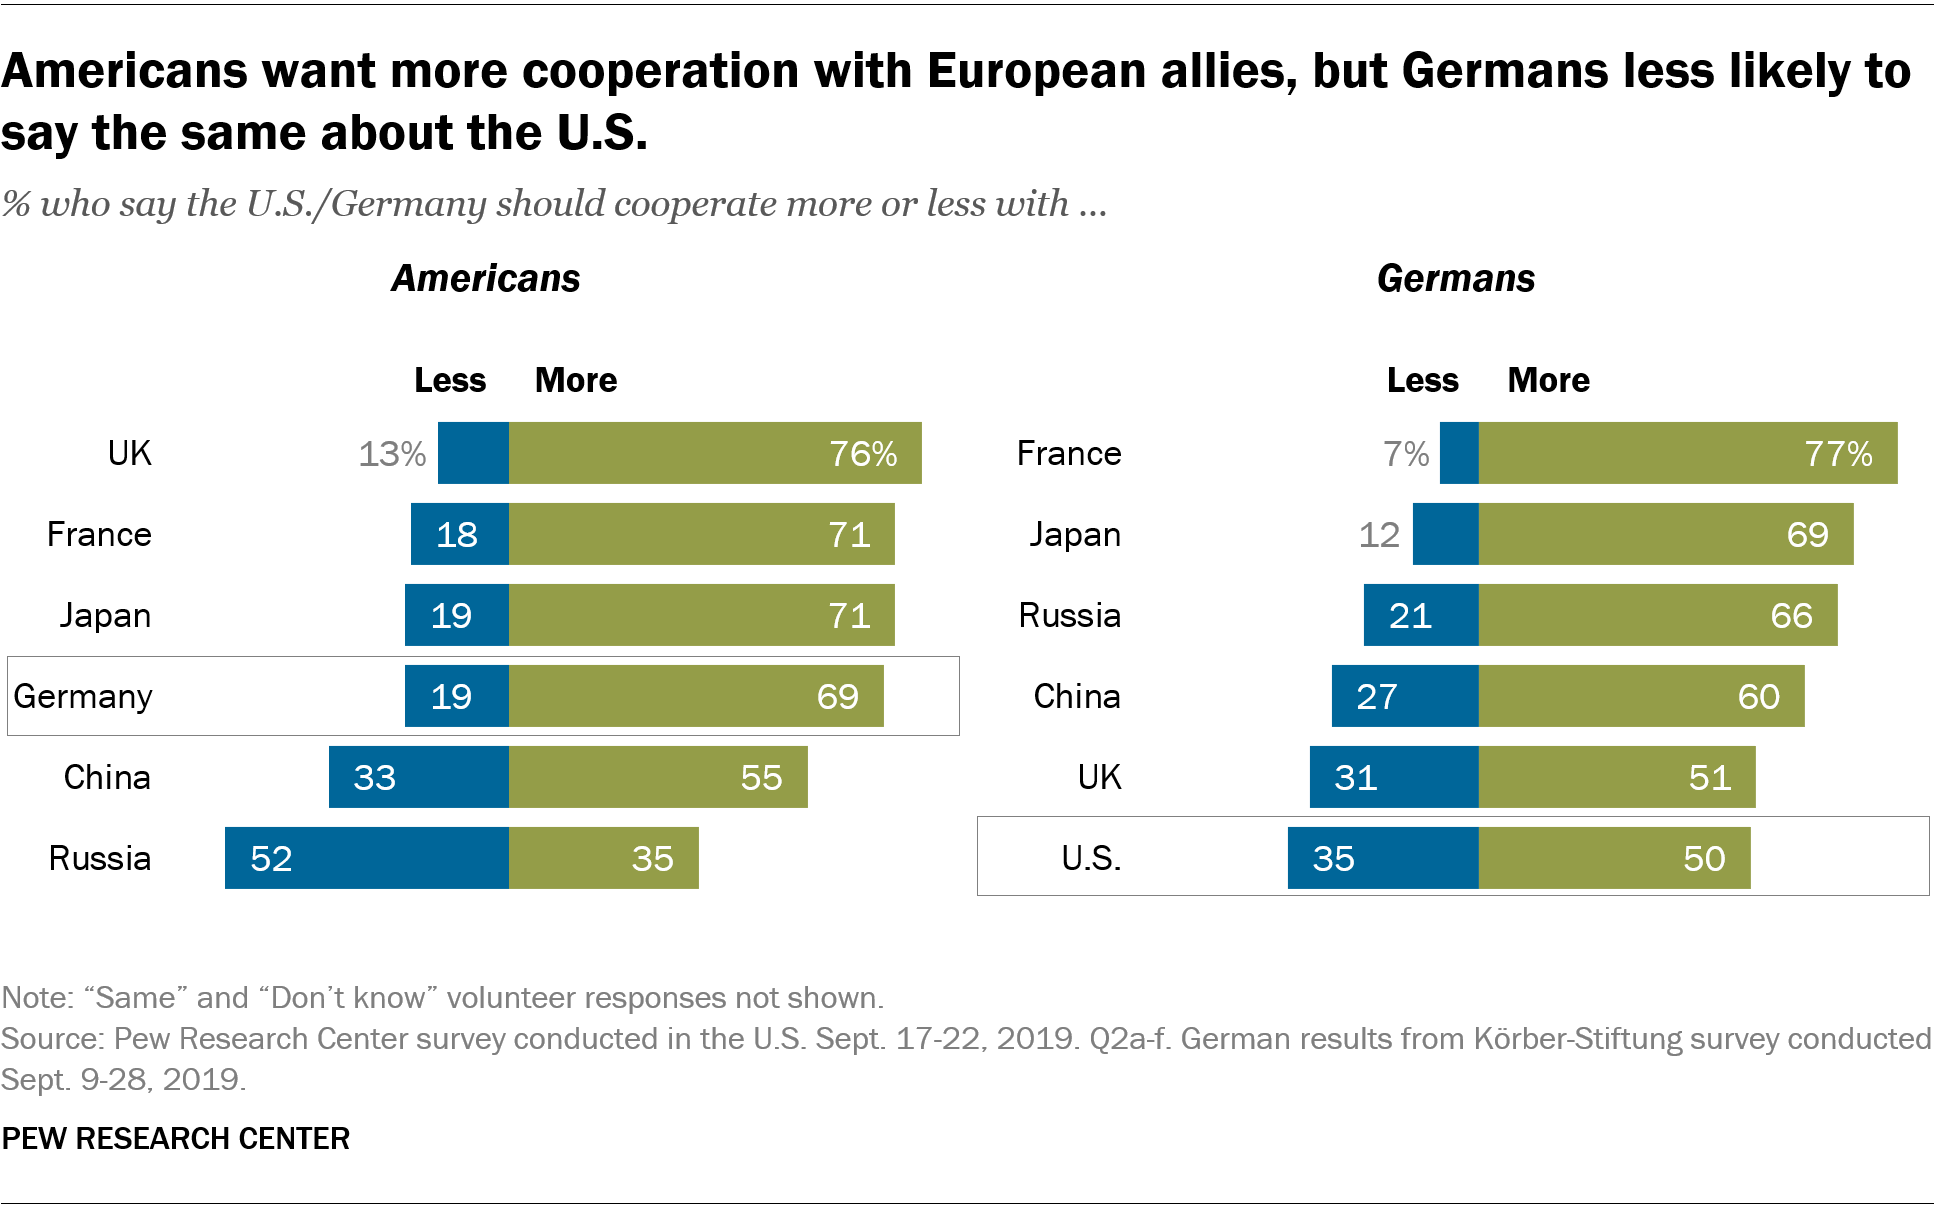 Americans want more cooperation with European allies, but Germans less likely to
say the same about the U.S.
% who say the U.S./Germany should cooperate more or less with ...
Americans
Less More
UK 13% 76%
France 18 71
Japan 19 71
Germany 19 69
China 33 55
Russia 52 35
Germans
Less More
France 7% 77%
Japan 12 69
Russia 21 66
China 27 60
UK 31 51
U.S. 35 50
Note: “Same” and “Don’t know” volunteer responses not shown.
Source: Pew Research Center survey conducted in the U.S. Sept. 17-22, 2019. Q2a-f. German results from Körber-Stiftung survey conducted
Sept. 9-28, 2019.
PEW RESEARCH CENTER